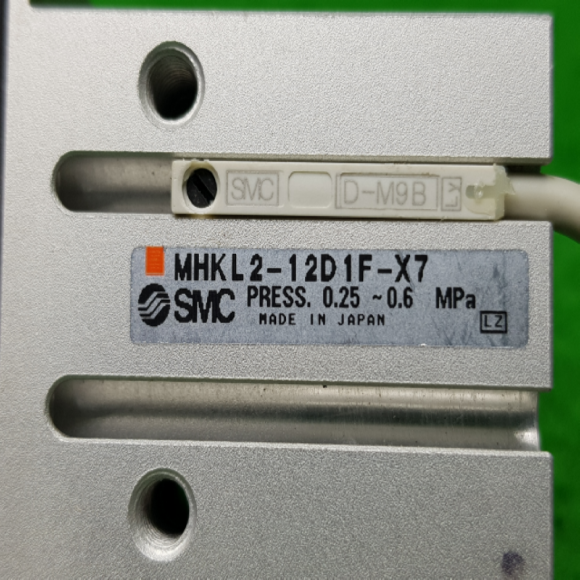 SMC D-M9B
MHKL2-12D1F-X7
SMC PRESS. 0.25 ~0.6 MPa
MADE IN JAPAN LZ